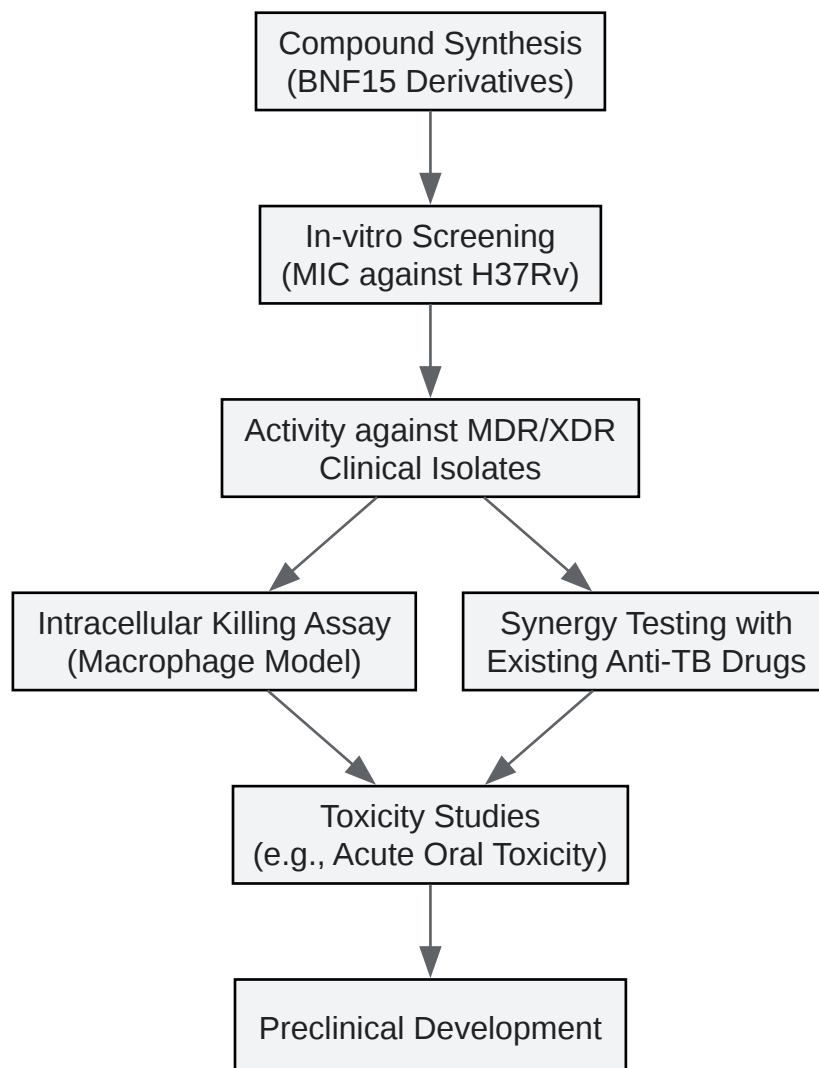 Compound Synthesis
(BNF15 Derivatives)
In-vitro Screening
(MIC against H37Rv)
Activity against MDR/XDR
Clinical Isolates
Intracellular Killing Assay
(Macrophage Model)
Synergy Testing with
Existing Anti-TB Drugs
Toxicity Studies
(e.g., Acute Oral Toxicity)
Preclinical Development